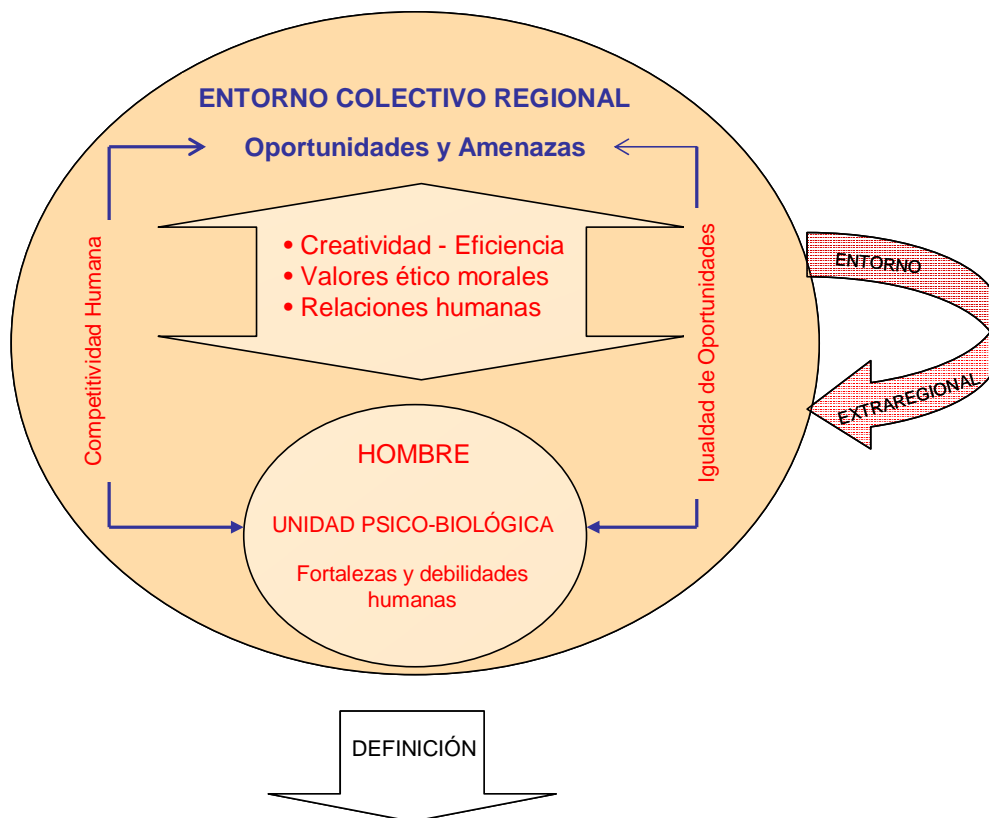 ENTORNO COLECTIVO REGIONAL
Oportunidades y Amenazas
Competitividad Humana
• Creatividad - Eficiencia
• Valores ético morales
• Relaciones humanas
Igualdad de Oportunidades
ENTORNO
EXTRAREGIONAL
HOMBRE
UNIDAD PSICO-BIOLÓGICA
Fortalezas y debilidades
humanas
DEFINICIÓN